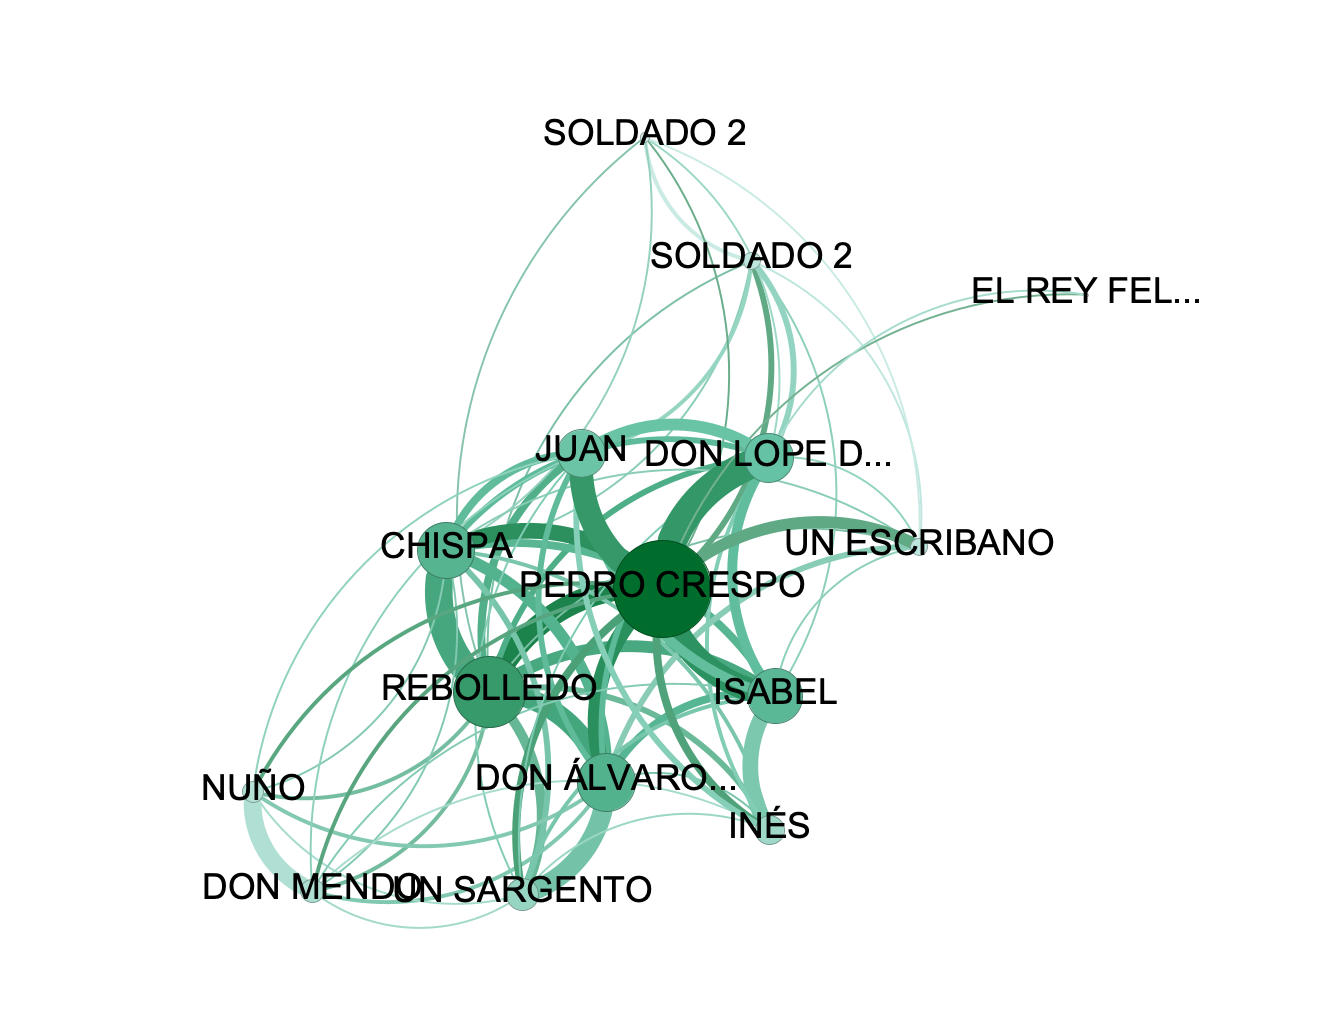 SOLDADO 2
SOLDADO 2
EL REY FEL...
JUAN
DON LOPE D...
CHISPA
UN ESCRIBANO
PEDRO CRESPO
REBOLLEDO
ISABEL
NUÑO
DON ÁLVARO...
INÉS
DON MENDO
UN SARGENTO